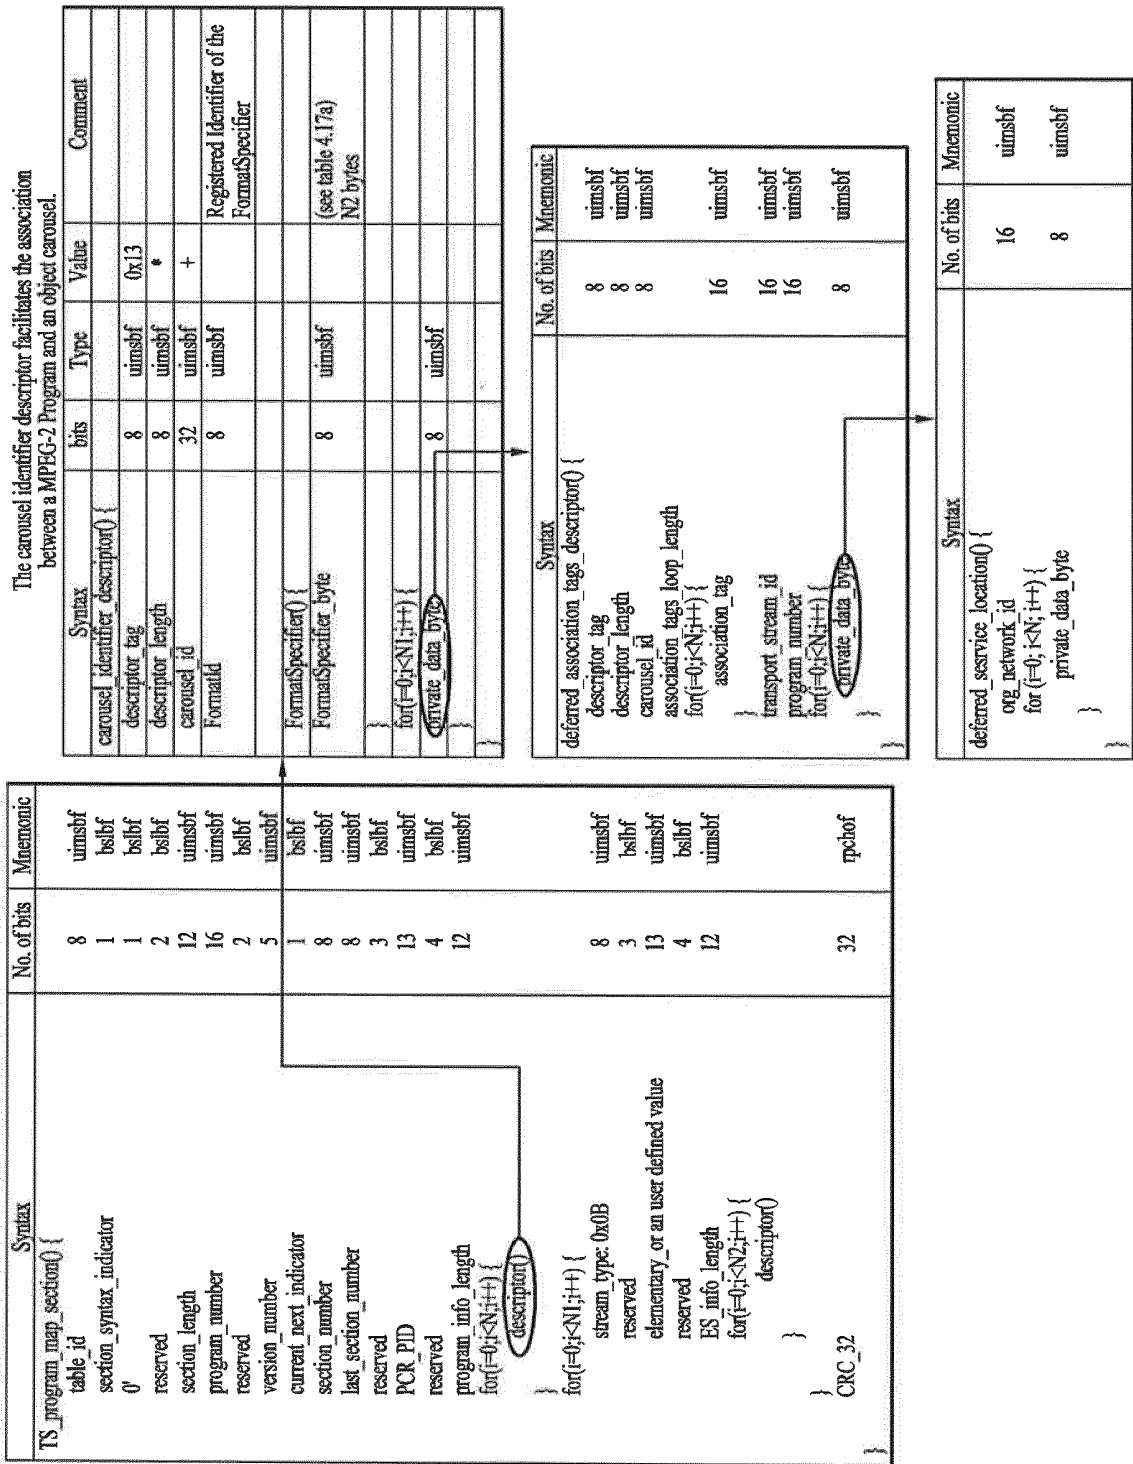 Syntax No. of bits Mnemonic
TS_program_map_section() {
table_id 8 uimsbf
section_syntax_indicator 1 bslbf
0' 1 bslbf
reserved 2 bslbf
section_length 12 uimsbf
program_number 16 uimsbf
reserved 2 bslbf
version_number 5 uimsbf
current_next_indicator 1 bslbf
section_number 8 uimsbf
last_section_number 8 uimsbf
reserved 3 bslbf
PCR_PID 13 uimsbf
reserved 4 bslbf
program_info_length 12 uimsbf
for(i=0;i<N;i++) {
descriptor()
}
for(i=0;i<N1;i++) {
stream_type: 0x0B 8 uimsbf
reserved 3 bslbf
elementary_or an user defined value 13 uimsbf
reserved 4 bslbf
ES_info_length 12 uimsbf
for(i=0;i<N2;i++) {
descriptor()
}
}
CRC_32 32 rpchof
}
The carousel identifier descriptor facilitates the association
between a MPEG-2 Program and an object carousel.
Syntax bits Type Value Comment
carousel_identifier_descriptor() {
descriptor_tag 8 uimsbf 0x13
descriptor_length 8 uimsbf *
carousel_id 32 uimsbf +
FormatId 8 uimsbf Registered Identifier of the
FormatSpecifier
FormatSpecifier() {
FormatSpecifier_byte 8 uimsbf (see table 4.17a)
N2 bytes
}
for(i=0;i<N1;i++) {
private_data_byte 8 uimsbf
}
}
Syntax No. of bits Mnemonic
deferred_association_tags_descriptor() {
descriptor_tag 8 uimsbf
descriptor_length 8 uimsbf
carousel_id 8 uimsbf
association_tags_loop_length
for(i=0;i<N;i++) {
association_tag 16 uimsbf
}
transport_stream_id 16 uimsbf
program_number 16 uimsbf
for(i=0;i<N;i++) {
private_data_byte 8 uimsbf
}
}
Syntax No. of bits Mnemonic
deferred_sesrvice_location() {
org_network_id 16 uimsbf
for (i=0; i<N; i++) {
private_data_byte 8 uimsbf
}
}